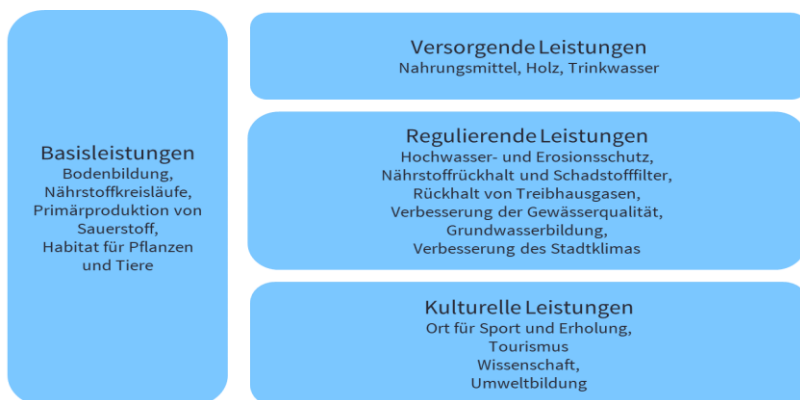 Basisleistungen
Bodenbildung,
Nährstoffkreisläufe,
Primärproduktion von
Sauerstoff,
Habitat für Pflanzen
und Tiere
Versorgende Leistungen
Nahrungsmittel, Holz, Trinkwasser
Regulierende Leistungen
Hochwasser- und Erosionsschutz,
Nährstoffrückhalt und Schadstofffilter,
Rückhalt von Treibhausgasen,
Verbesserung der Gewässerqualität,
Grundwasserbildung,
Verbesserung des Stadtklimas
Kulturelle Leistungen
Ort für Sport und Erholung,
Tourismus
Wissenschaft,
Umweltbildung